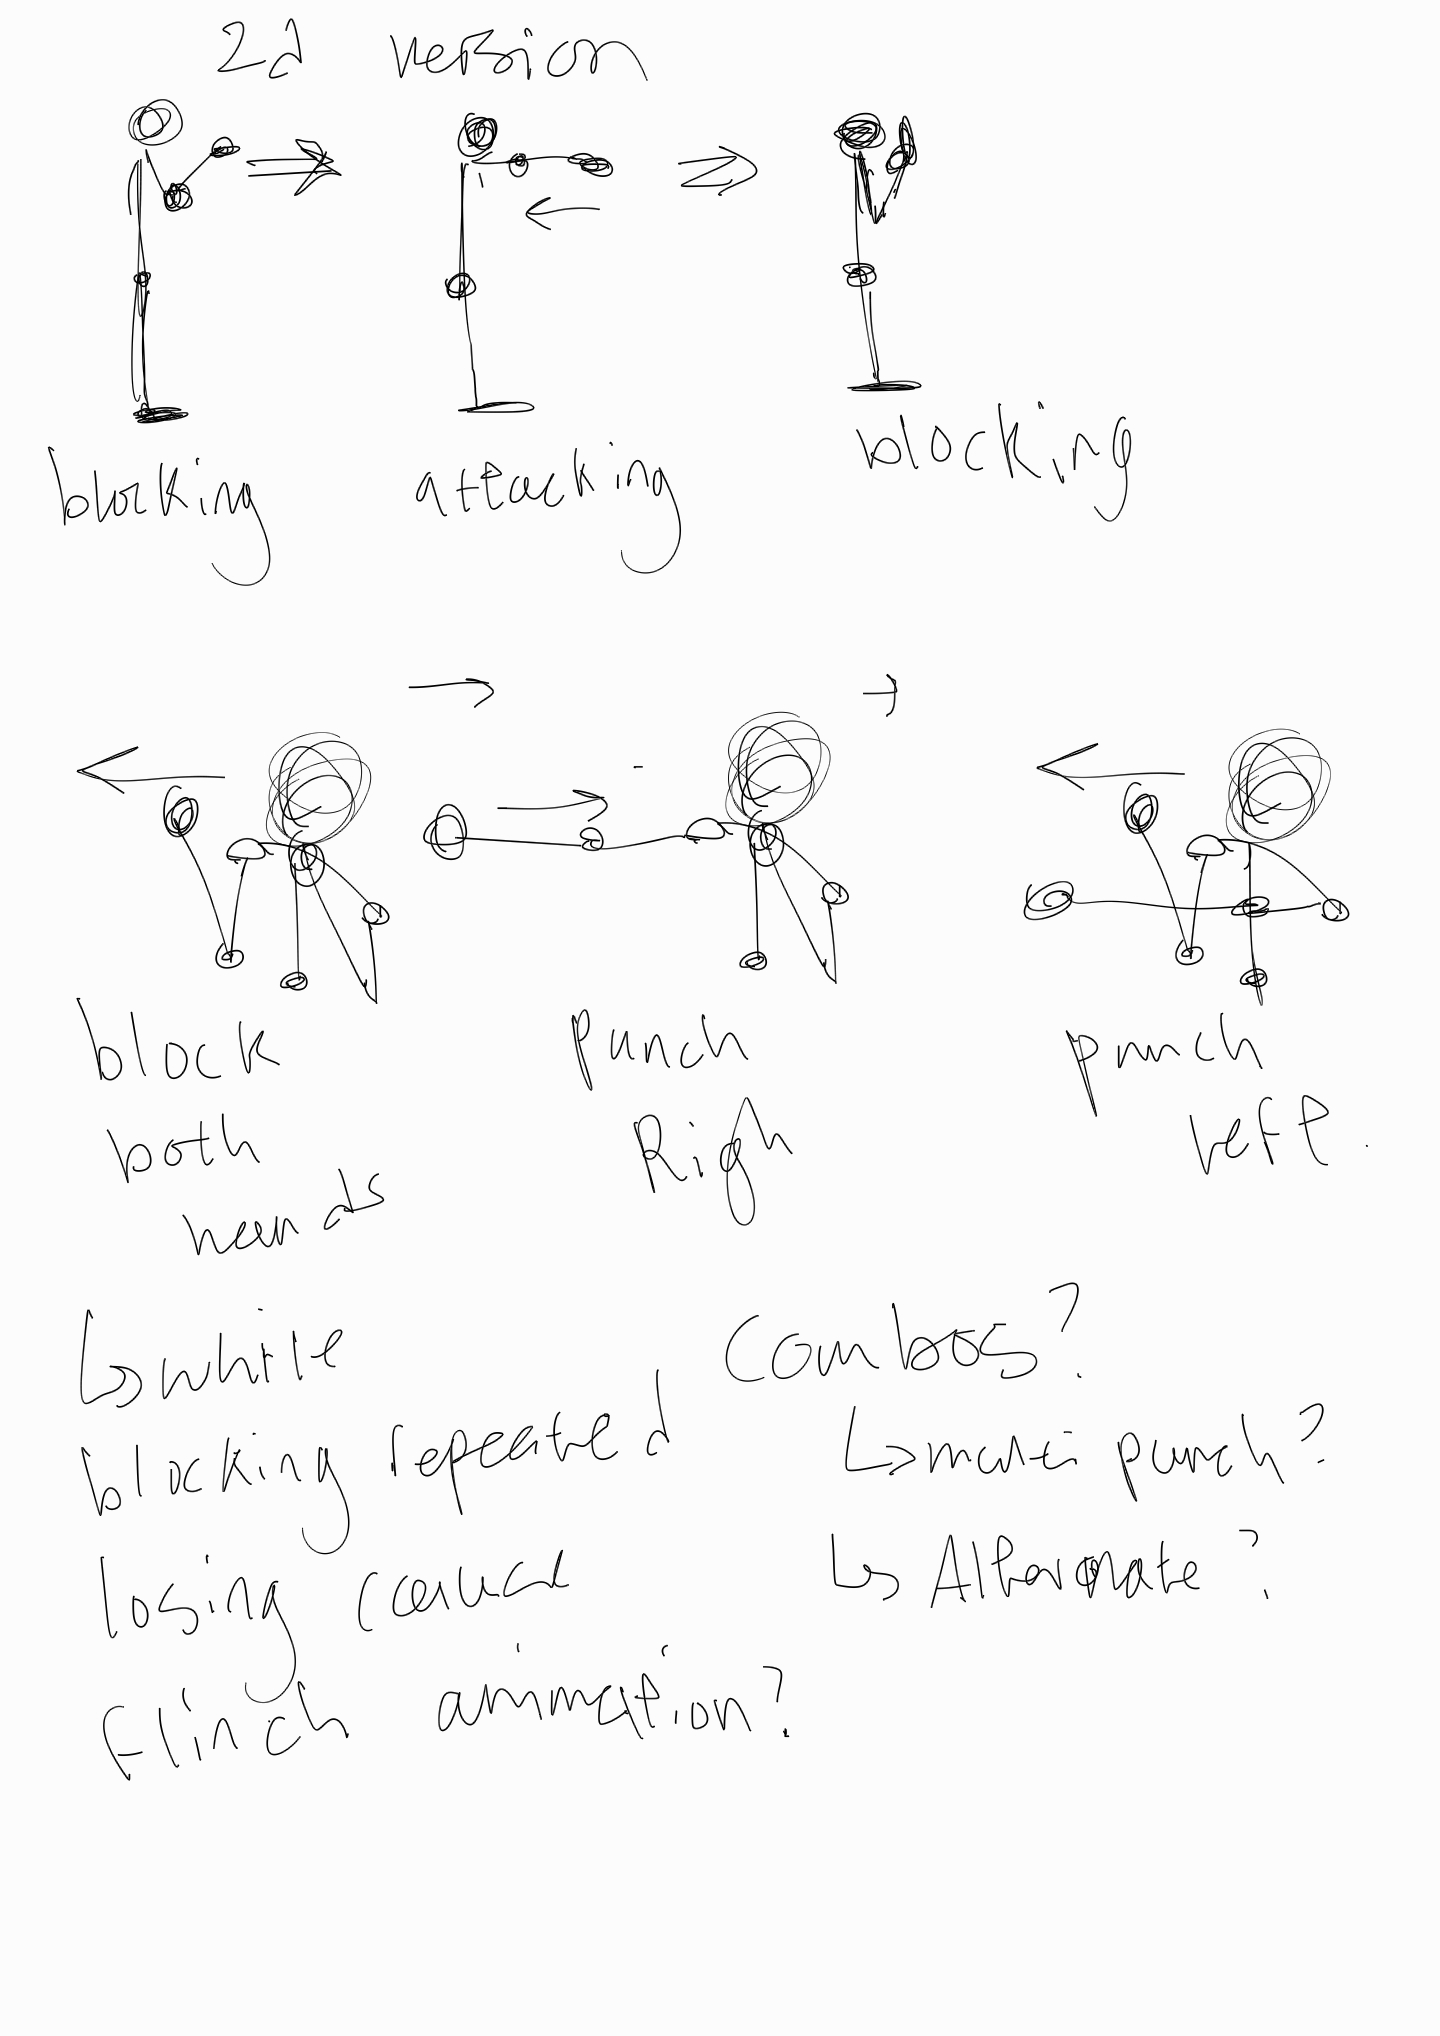 2d version
blocking
attacking
blocking
block
both
hands
punch
Righ
punch
left.
↳ while
blocking repeated
losing cause
flinch animation?
Combos?
↳ multi punch?
↳ Alternate?